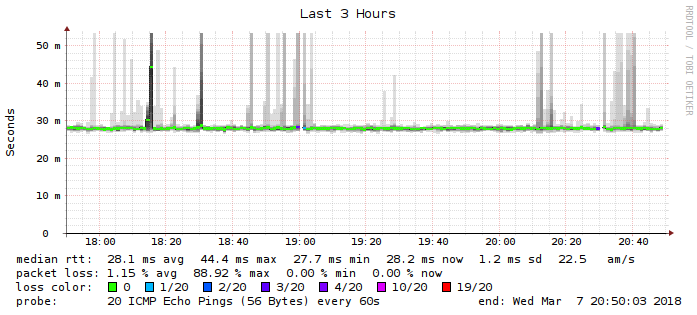 Last 3 Hours
RRDTOOL / TOBI OETIKER
Seconds
50 m
40 m
30 m
20 m
10 m
0
18:00 18:20 18:40 19:00 19:20 19:40 20:00 20:20 20:40
median rtt: 28.1 ms avg 44.4 ms max 27.7 ms min 28.2 ms now 1.2 ms sd 22.5 am/s
packet loss: 1.15 % avg 88.92 % max 0.00 % min 0.00 % now
loss color: 0 1/20 2/20 3/20 4/20 10/20 19/20
probe: 20 ICMP Echo Pings (56 Bytes) every 60s end: Wed Mar 7 20:50:03 2018